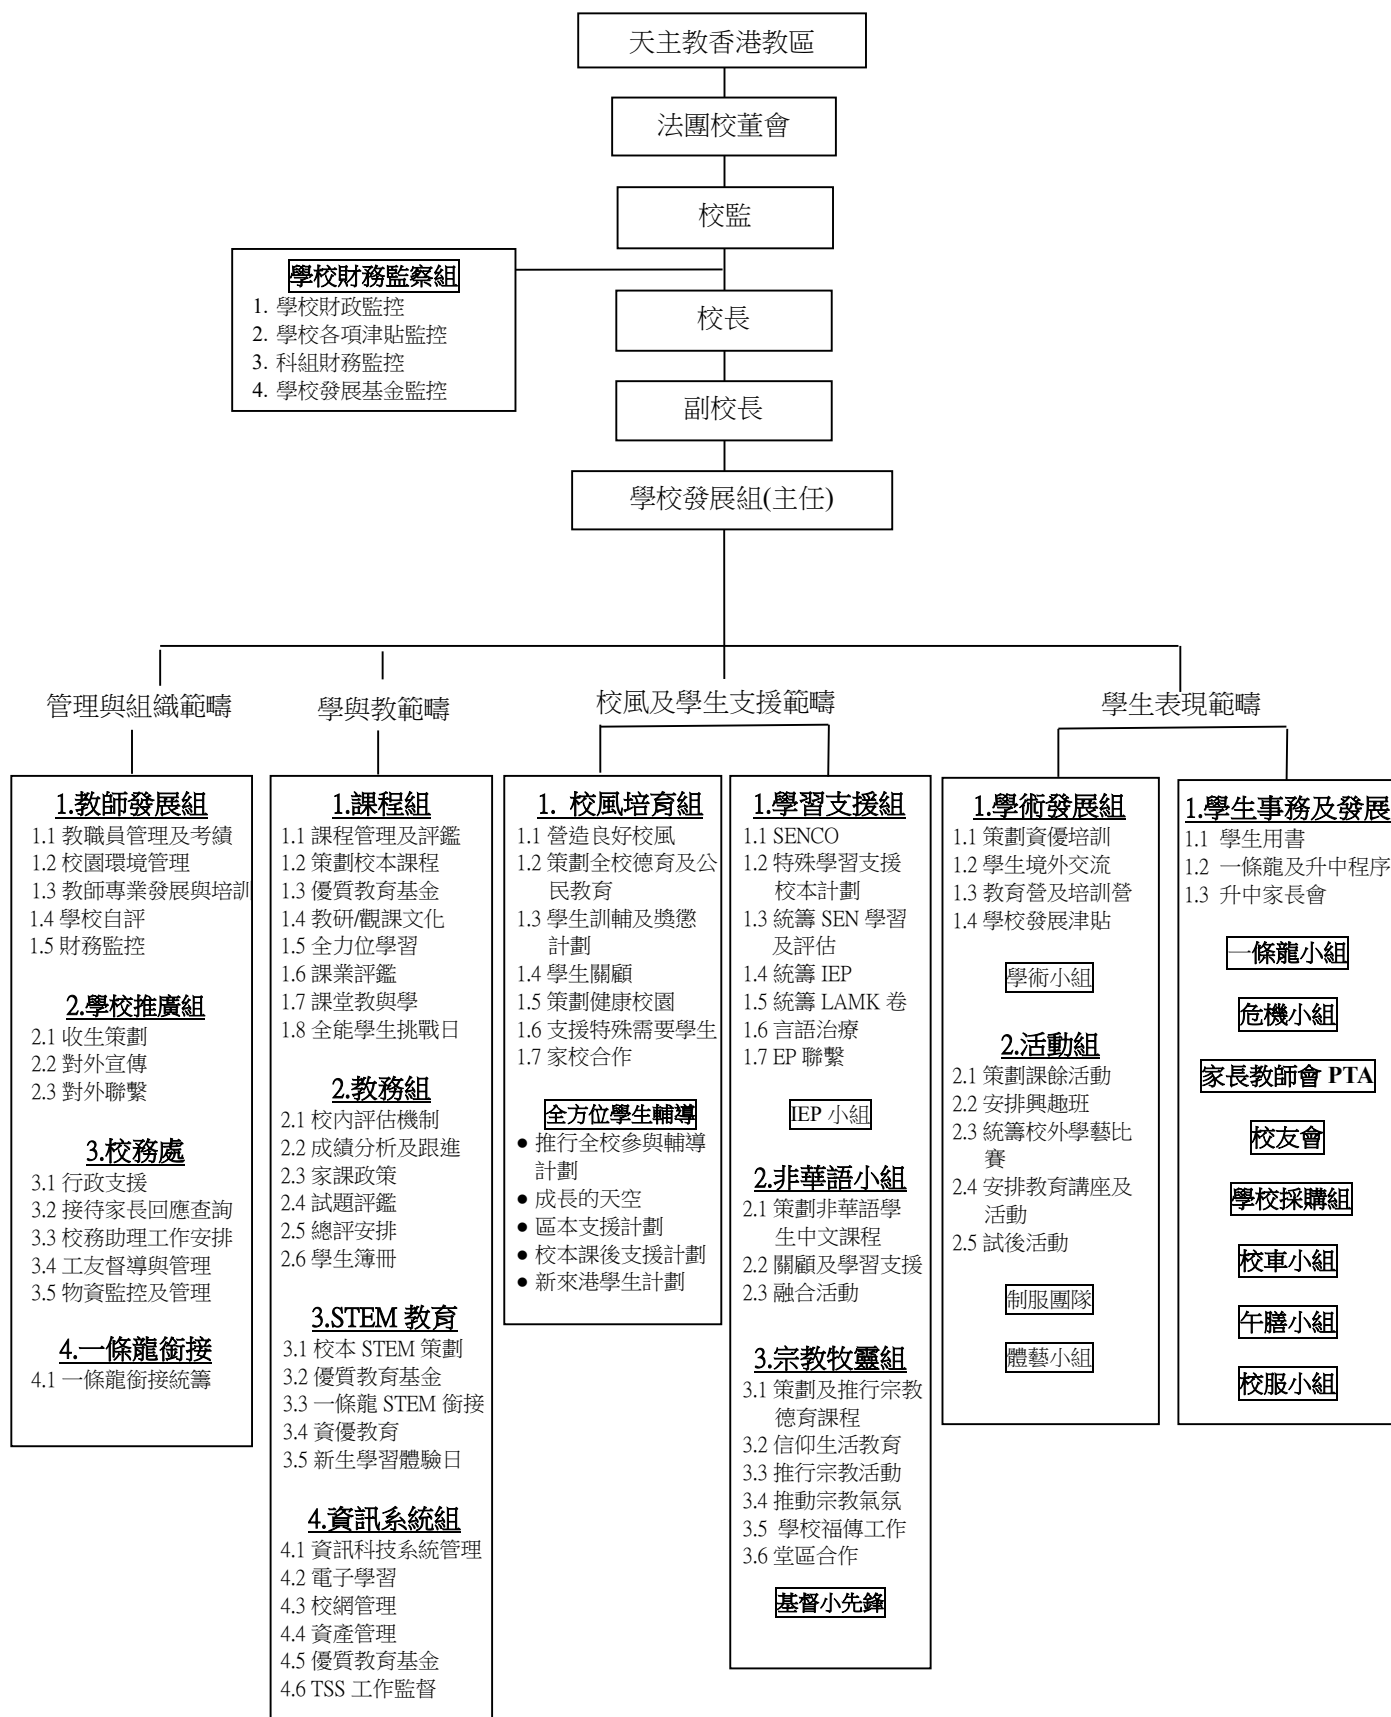 天主教香港教區
法團校董會
校監
學校財務監察組
1. 學校財政監控
2. 學校各項津貼監控
3. 科組財務監控
4. 學校發展基金監控
校長
副校長
學校發展組(主任)
管理與組織範疇
學與教範疇
校風及學生支援範疇
學生表現範疇
1.教師發展組
1.1 教職員管理及考績
1.2 校園環境管理
1.3 教師專業發展與培訓
1.4 學校自評
1.5 財務監控
2.學校推廣組
2.1 收生策劃
2.2 對外宣傳
2.3 對外聯繫
3.校務處
3.1 行政支援
3.2 接待家長回應查詢
3.3 校務助理工作安排
3.4 工友督導與管理
3.5 物資監控及管理
4.一條龍銜接
4.1 一條龍銜接統籌
1.課程組
1.1 課程管理及評鑑
1.2 策劃校本課程
1.3 優質教育基金
1.4 教研/觀課文化
1.5 全力位學習
1.6 課業評鑑
1.7 課堂教與學
1.8 全能學生挑戰日
2.教務組
2.1 校內評估機制
2.2 成績分析及跟進
2.3 家課政策
2.4 試題評鑑
2.5 總評安排
2.6 學生簿冊
3.STEM 教育
3.1 校本 STEM 策劃
3.2 優質教育基金
3.3 一條龍 STEM 銜接
3.4 資優教育
3.5 新生學習體驗日
4.資訊系統組
4.1 資訊科技系統管理
4.2 電子學習
4.3 校網管理
4.4 資產管理
4.5 優質教育基金
4.6 TSS 工作監督
1. 校風培育組
1.1 營造良好校風
1.2 策劃全校德育及公
民教育
1.3 學生訓輔及獎懲
計劃
1.4 學生關顧
1.5 策劃健康校園
1.6 支援特殊需要學生
1.7 家校合作
全方位學生輔導
● 推行全校參與輔導
計劃
● 成長的天空
● 區本支援計劃
● 校本課後支援計劃
● 新來港學生計劃
1.學習支援組
1.1 SENCO
1.2 特殊學習支援
校本計劃
1.3 統籌 SEN 學習
及評估
1.4 統籌 IEP
1.5 統籌 LAMK 卷
1.6 言語治療
1.7 EP 聯繫
IEP 小組
2.非華語小組
2.1 策劃非華語學
生中文課程
2.2 關顧及學習支援
2.3 融合活動
3.宗教牧靈組
3.1 策劃及推行宗教
德育課程
3.2 信仰生活教育
3.3 推行宗教活動
3.4 推動宗教氣氛
3.5 學校福傳工作
3.6 堂區合作
基督小先鋒
1.學術發展組
1.1 策劃資優培訓
1.2 學生境外交流
1.3 教育營及培訓營
1.4 學校發展津貼
學術小組
2.活動組
2.1 策劃課餘活動
2.2 安排興趣班
2.3 統籌校外學藝比
賽
2.4 安排教育講座及
活動
2.5 試後活動
制服團隊
體藝小組
1.學生事務及發展
1.1 學生用書
1.2 一條龍及升中程序
1.3 升中家長會
一條龍小組
危機小組
家長教師會 PTA
校友會
學校採購組
校車小組
午膳小組
校服小組